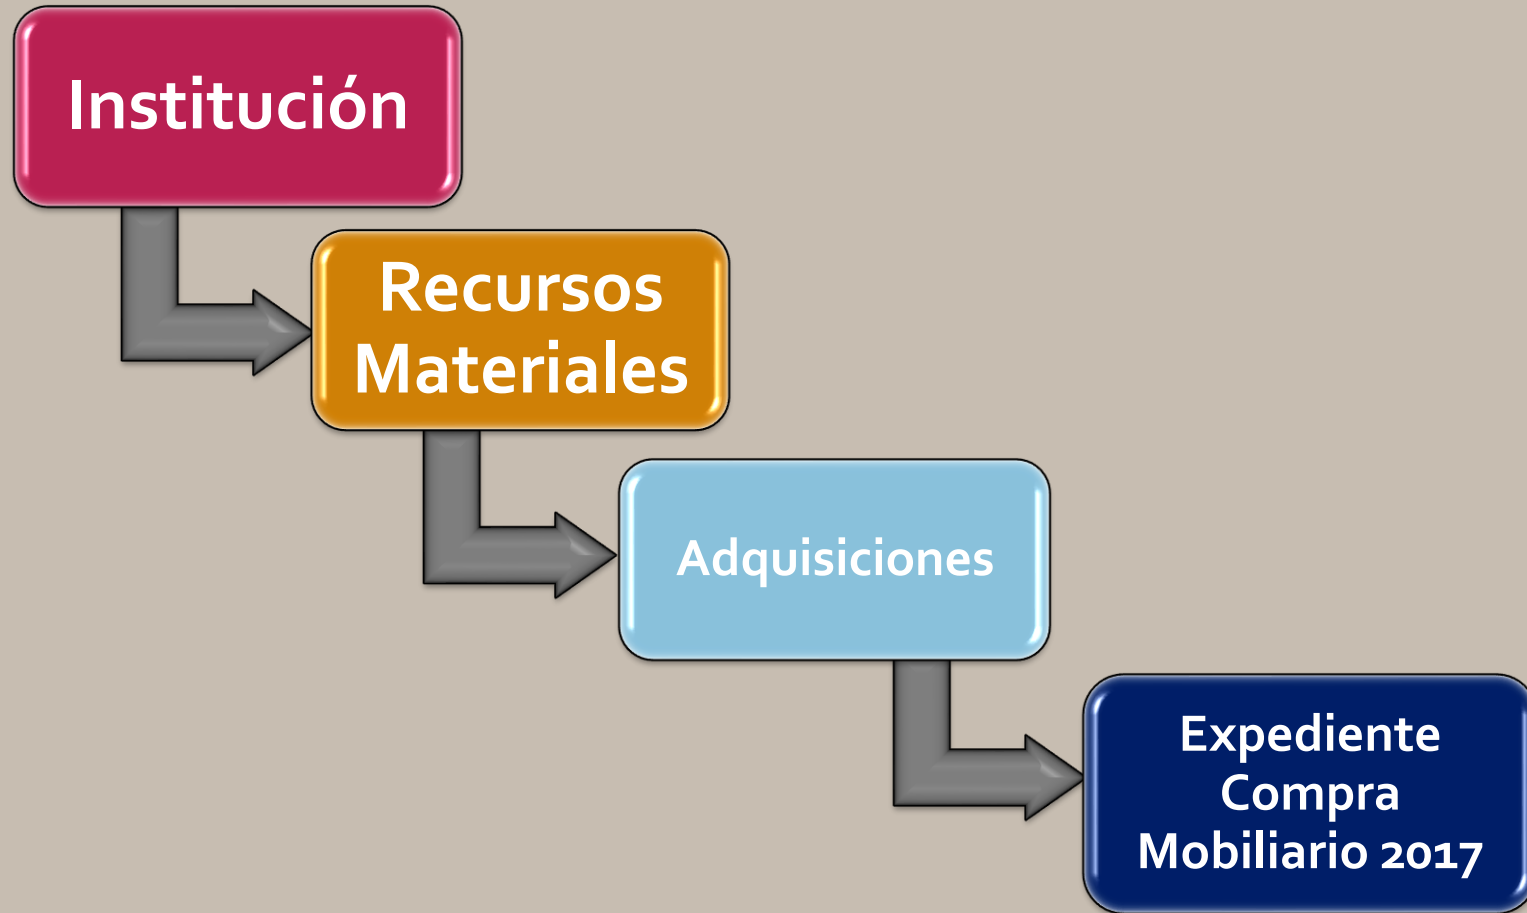 Institución
Recursos
Materiales
Adquisiciones
Expediente
Compra
Mobiliario 2017